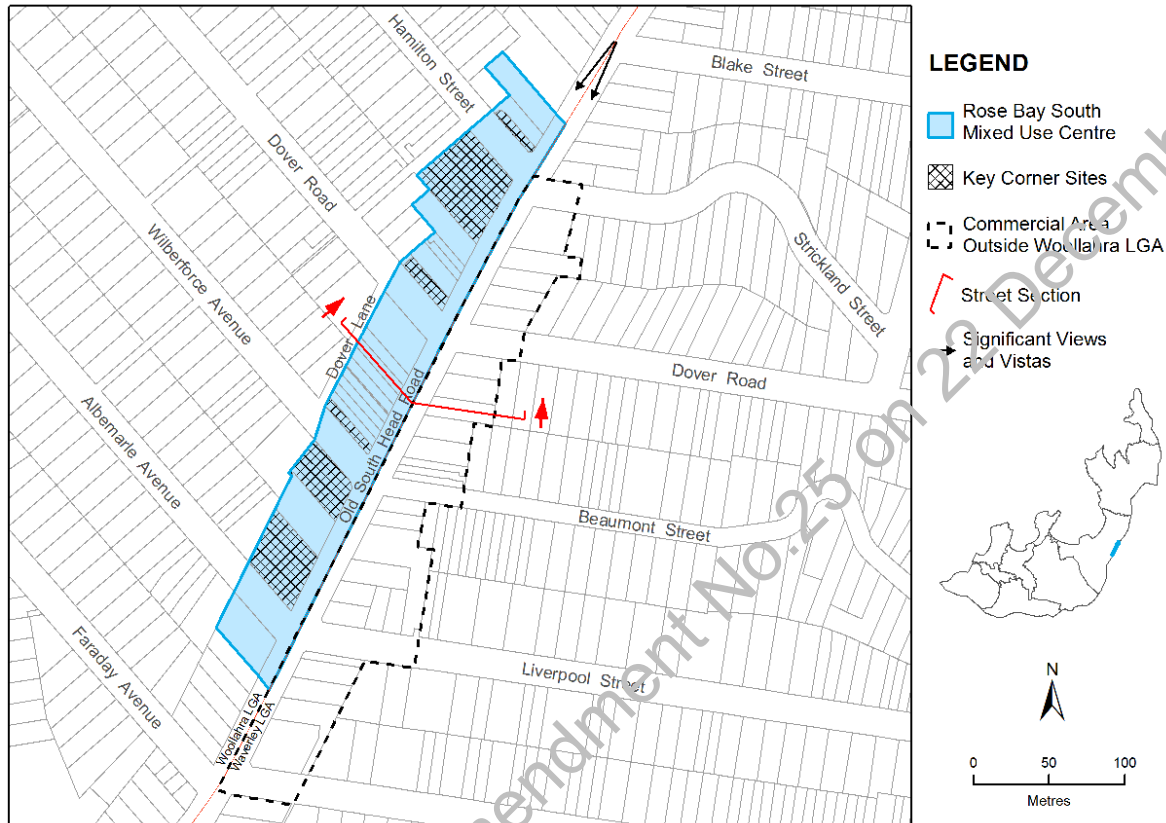 Hamilton Street
Blake Street
Dover Road
Wilberforce Avenue
Strickland Street
Dover Lane
Dover Road
Old South Head Road
Albemarle Avenue
Beaumont Street
Faraday Avenue
Liverpool Street
Woollahra LGA
Waverley LGA
LEGEND
Rose Bay South
Mixed Use Centre
Key Corner Sites
Commercial Area
Outside Woollahra LGA
Street Section
Significant Views
and Vistas
N
0 50 100
Metres
endment No.25 on 22 Decemb